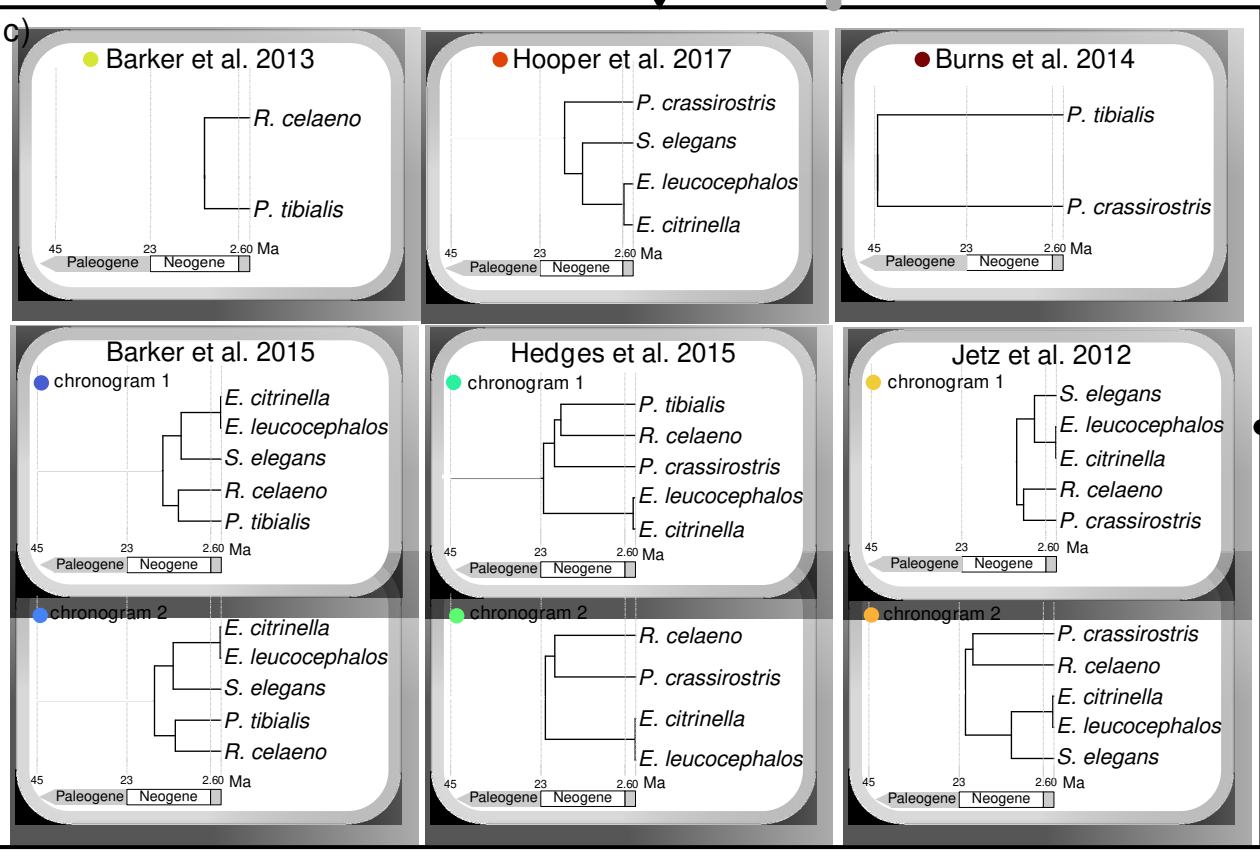 c)
Barker et al. 2013
R. celaeno
P. tibialis
45 23 2.60 Ma
Paleogene Neogene
Hooper et al. 2017
P. crassirostris
S. elegans
E. leucocephalos
E. citrinella
45 23 2.60 Ma
Paleogene Neogene
Burns et al. 2014
P. tibialis
P. crassirostris
45 23 2.60 Ma
Paleogene Neogene
Barker et al. 2015
chronogram 1
E. citrinella
E. leucocephalos
S. elegans
R. celaeno
P. tibialis
45 23 2.60 Ma
Paleogene Neogene
chronogram 2
E. citrinella
E. leucocephalos
S. elegans
P. tibialis
R. celaeno
45 23 2.60 Ma
Paleogene Neogene
Hedges et al. 2015
chronogram 1
P. tibialis
R. celaeno
P. crassirostris
E. leucocephalos
E. citrinella
45 23 2.60 Ma
Paleogene Neogene
chronogram 2
R. celaeno
P. crassirostris
E. citrinella
E. leucocephalos
45 23 2.60 Ma
Paleogene Neogene
Jetz et al. 2012
chronogram 1
S. elegans
E. leucocephalos
E. citrinella
R. celaeno
P. crassirostris
45 23 2.60 Ma
Paleogene Neogene
chronogram 2
P. crassirostris
R. celaeno
E. citrinella
E. leucocephalos
S. elegans
45 23 2.60 Ma
Paleogene Neogene